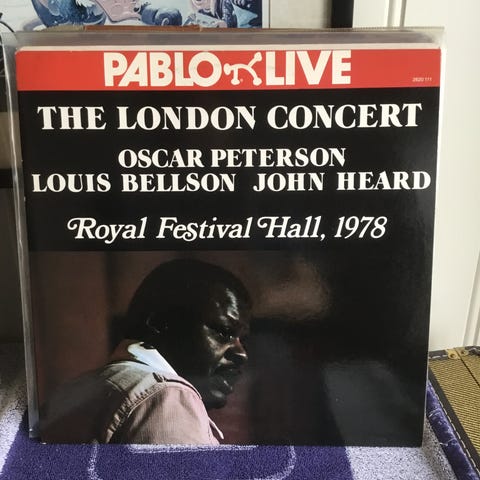 PABLO LIVE
2620 111
THE LONDON CONCERT
OSCAR PETERSON
LOUIS BELLSON JOHN HEARD
Royal Festival Hall, 1978